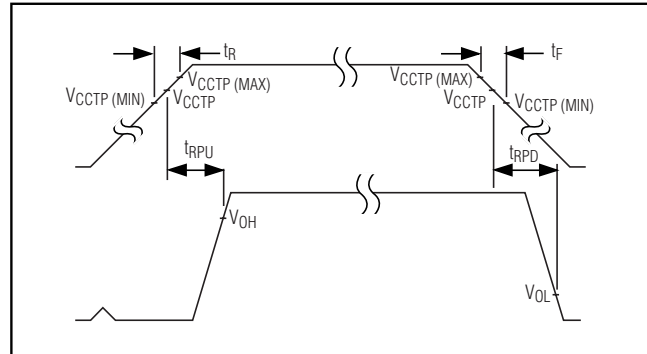 tR
tF
VCCTP (MAX)
VCCTP (MAX)
VCCTP (MIN)
VCCTP
VCCTP
VCCTP (MIN)
tRPU
tRPD
VOH
VOL